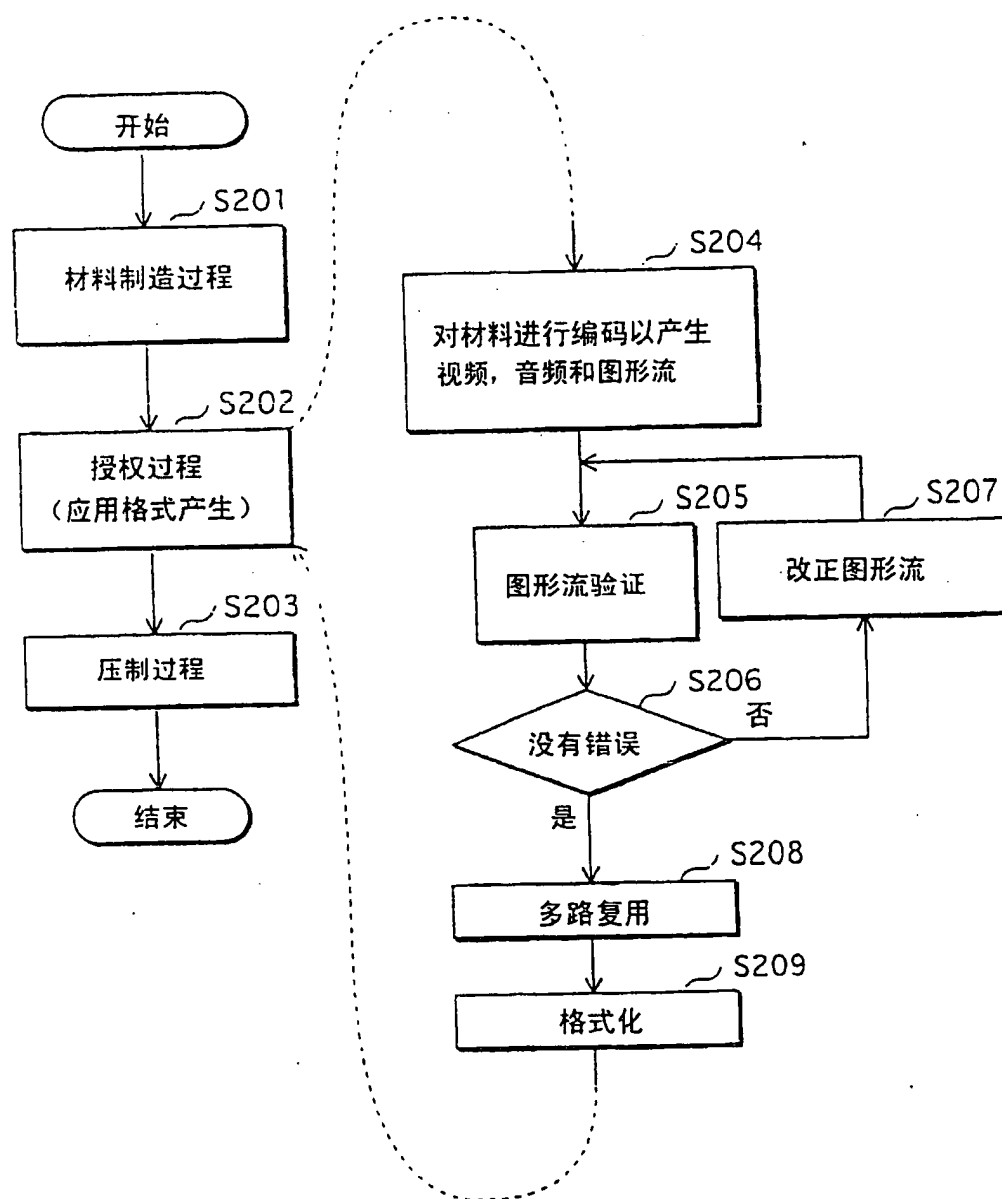 开始
S201
材料制造过程
S202
授权过程
（应用格式产生）
S203
压制过程
结束
S204
对材料进行编码以产生
视频，音频和图形流
S205
图形流验证
S207
改正图形流
S206
没有错误
否
是
S208
多路复用
S209
格式化